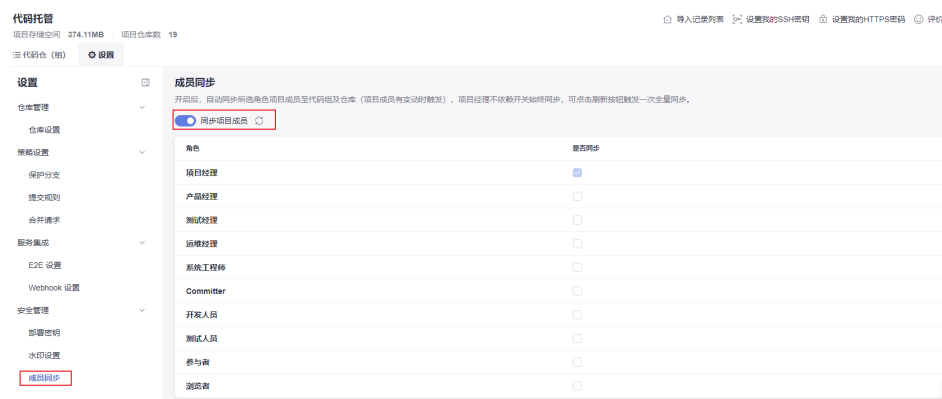 代码托管
导入记录列表 设置我的SSH密钥 设置我的HTTPS密码 评价
项目存储空间 374.11MB 项目仓库数 19
代码仓（组） 设置
设置
仓库管理
仓库设置
策略设置
保护分支
提交规则
合并请求
服务集成
E2E 设置
Webhook 设置
安全管理
部署密钥
水印设置
成员同步
成员同步
开启后，自动同步所选角色项目成员至代码组及仓库（项目成员有变动时触发），项目经理不依赖开关始终同步，可点击刷新按钮触发一次全量同步。
同步项目成员
角色 是否同步
项目经理
产品经理
测试经理
运维经理
系统工程师
Committer
开发人员
测试人员
参与者
浏览者